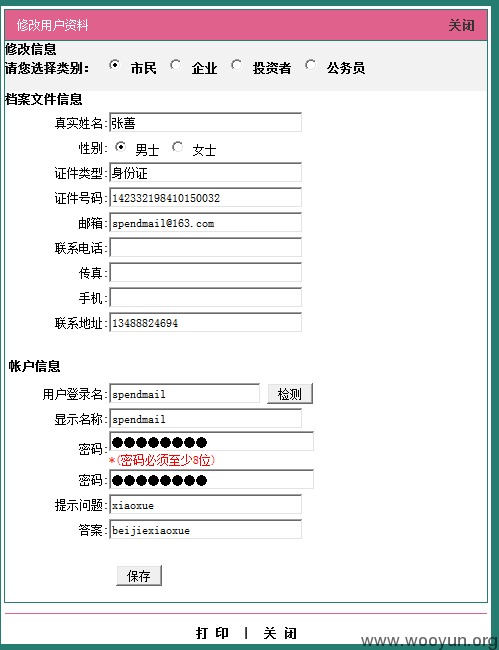 修改用户资料 关闭
修改信息
请您选择类别： 市民 企业 投资者 公务员
档案文件信息
真实姓名: 张善
性别: 男士 女士
证件类型: 身份证
证件号码: 142332198410150032
邮箱: spendmail@163.com
联系电话:
传真:
手机:
联系地址: 13488824694
帐户信息
用户登录名: spendmail 检测
显示名称: spendmail
密码: ●●●●●●●●
*(密码必须至少8位)
密码: ●●●●●●●●
提示问题: xiaoxue
答案: beijiexiaoxue
保存
打 印 | 关 闭
www.wooyun.org